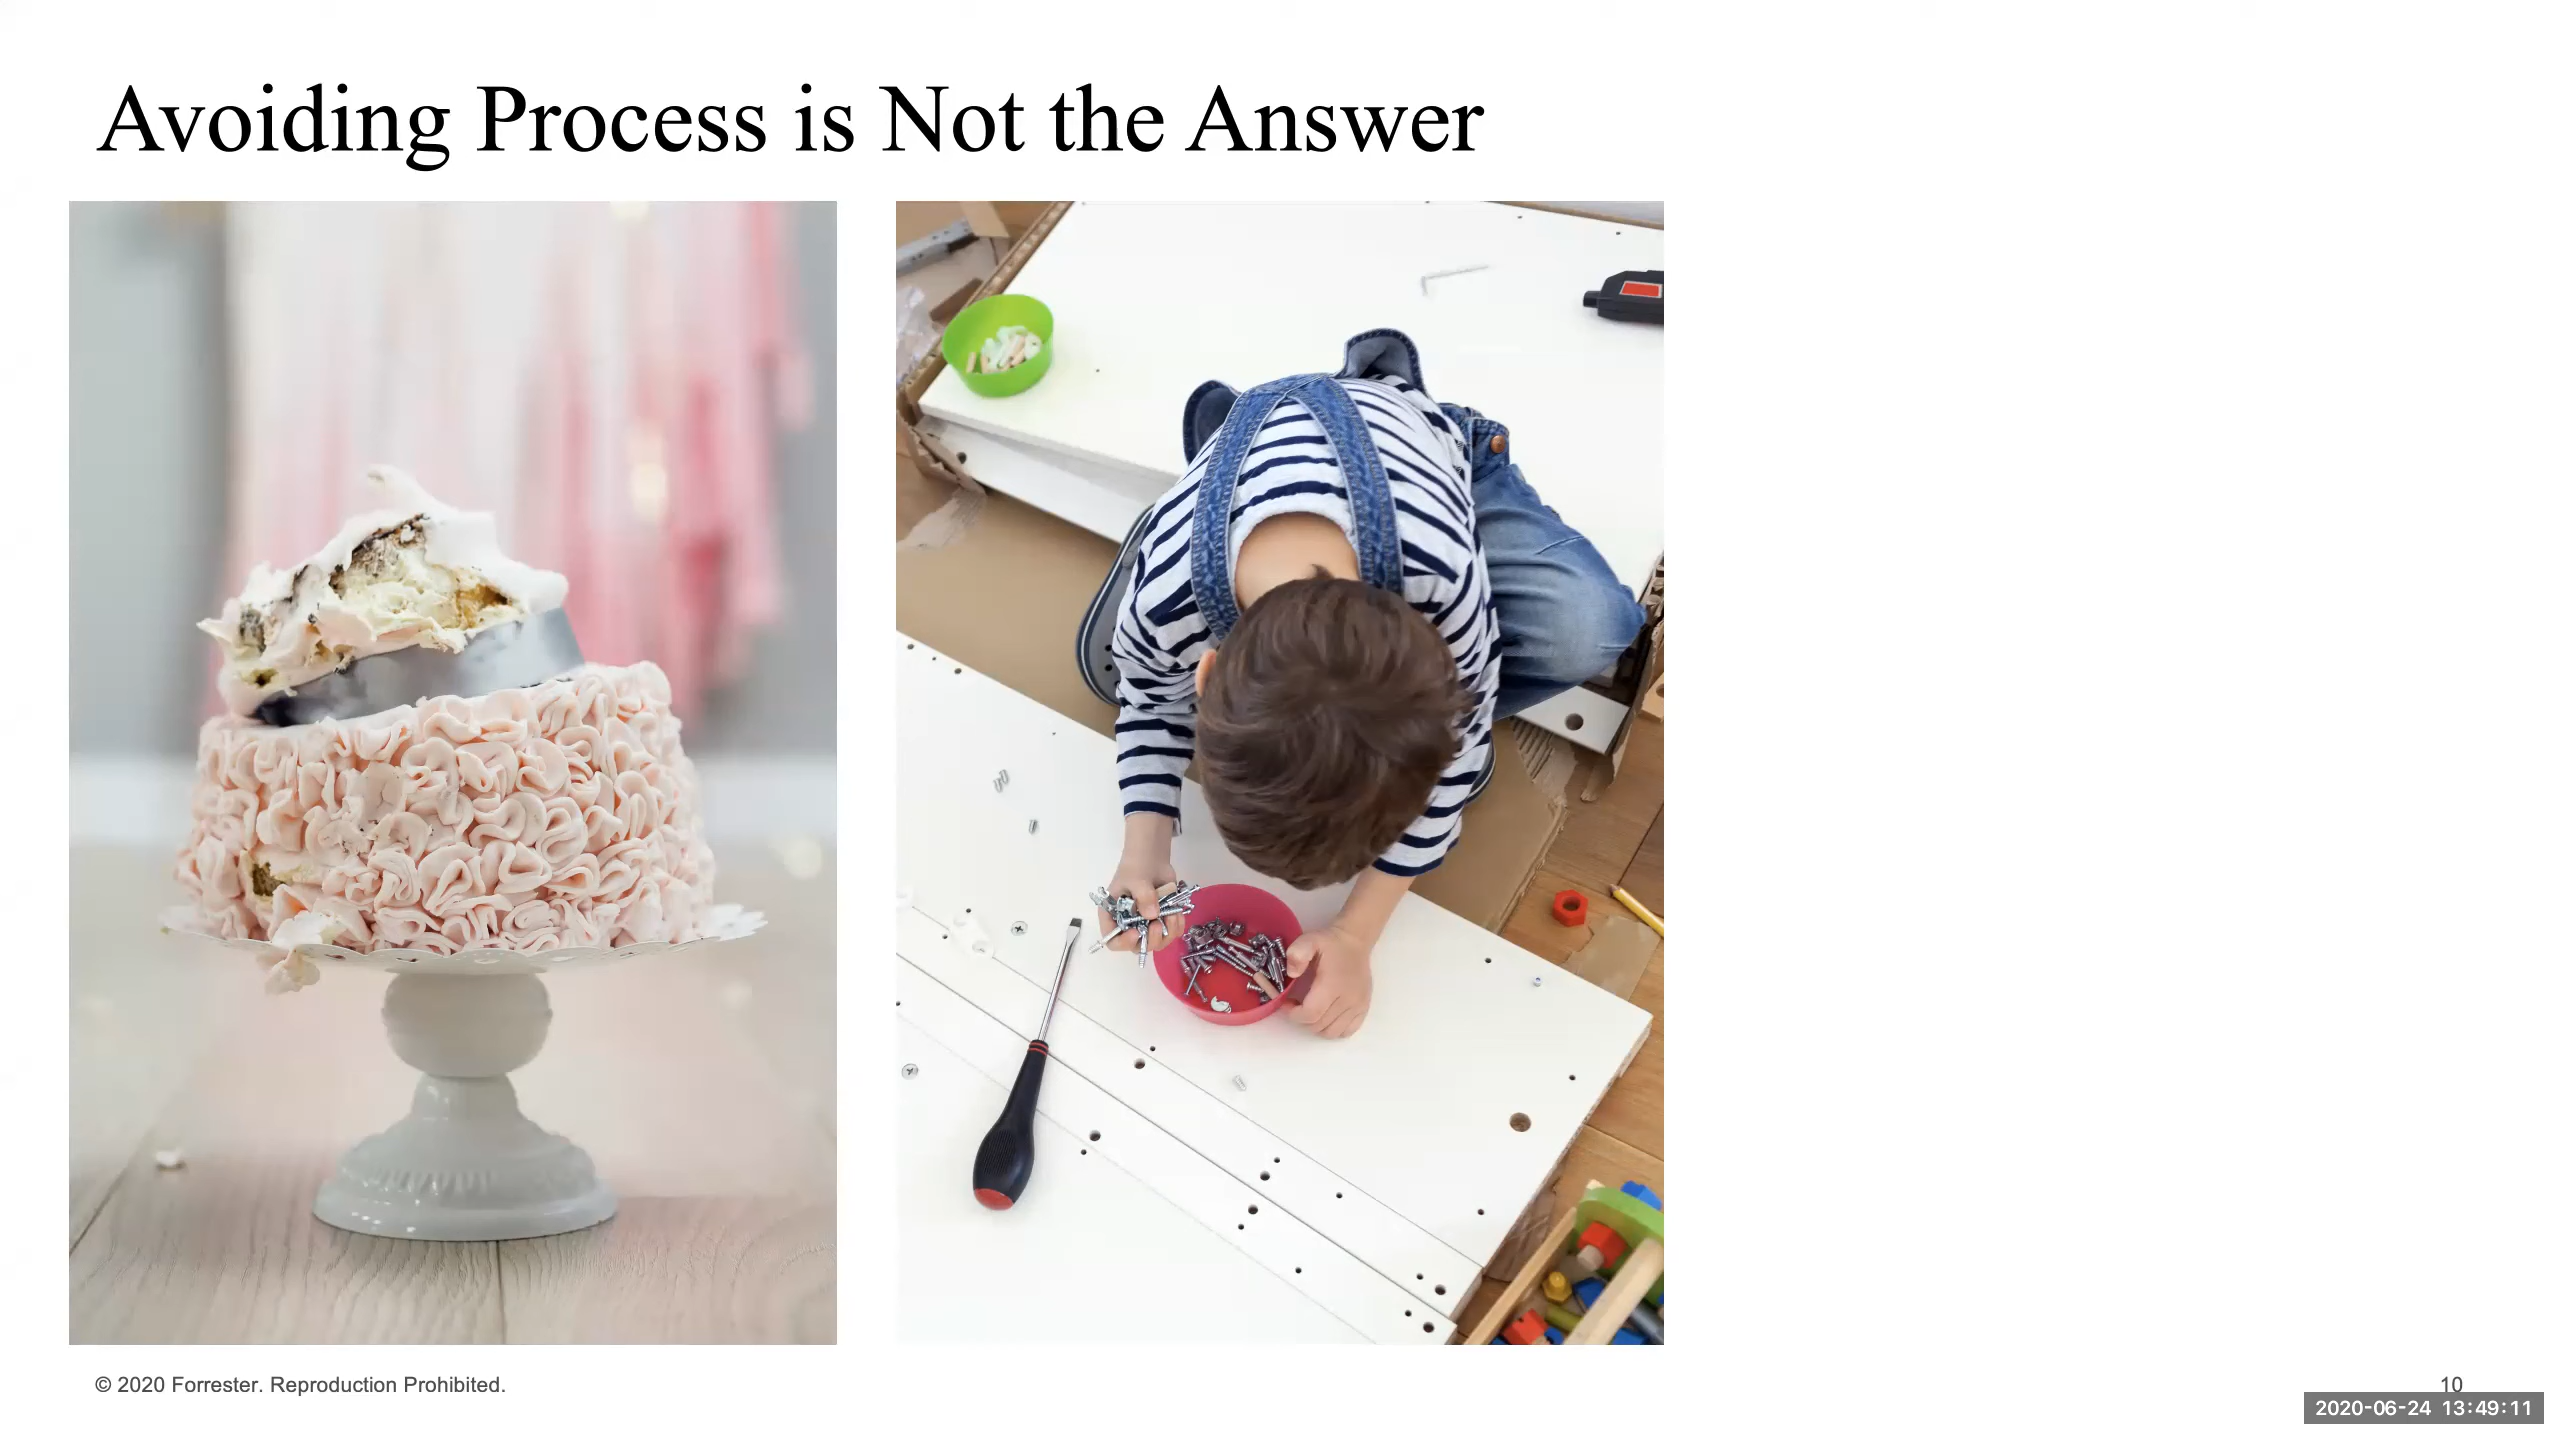 Avoiding Process is Not the Answer
© 2020 Forrester. Reproduction Prohibited.
10
2020-06-24 13:49:11